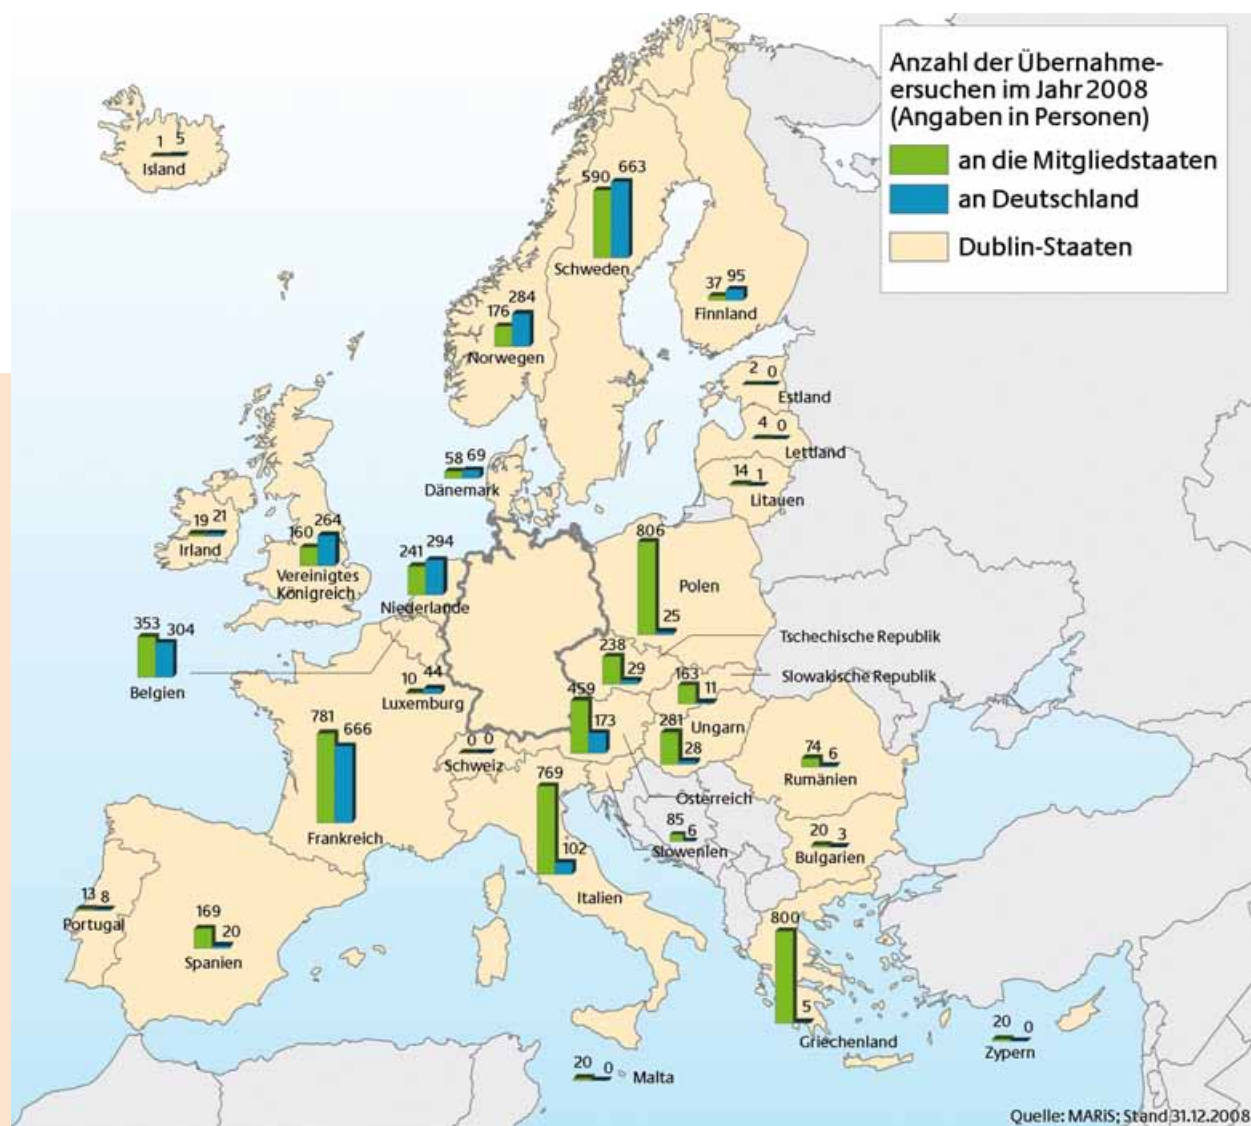 Anzahl der Übernahme-
ersuchen im Jahr 2008
(Angaben in Personen)
an die Mitgliedstaaten
an Deutschland
Dublin-Staaten
1 5
Island
590 663
Schweden
37 95
Finnland
176 284
Norwegen
2 0
Estland
4 0
Lettland
14 1
Litauen
58 69
Dänemark
19 21
Irland
160 264
Vereinigtes
Königreich
241 294
Niederlande
806
25
Polen
353 304
Belgien
Tschechische Republik
238
29
Slowakische Republik
163
11
10 44
Luxemburg
459
173
Österreich
281
28
Ungarn
781 666
Frankreich
0 0
Schweiz
74 6
Rumänien
769
102
Italien
85
6
Slowenien
20 3
Bulgarien
13 8
Portugal
169
20
Spanien
800
5
Griechenland
20 0
Zypern
20 0
Malta
Quelle: MARiS; Stand 31.12.2008